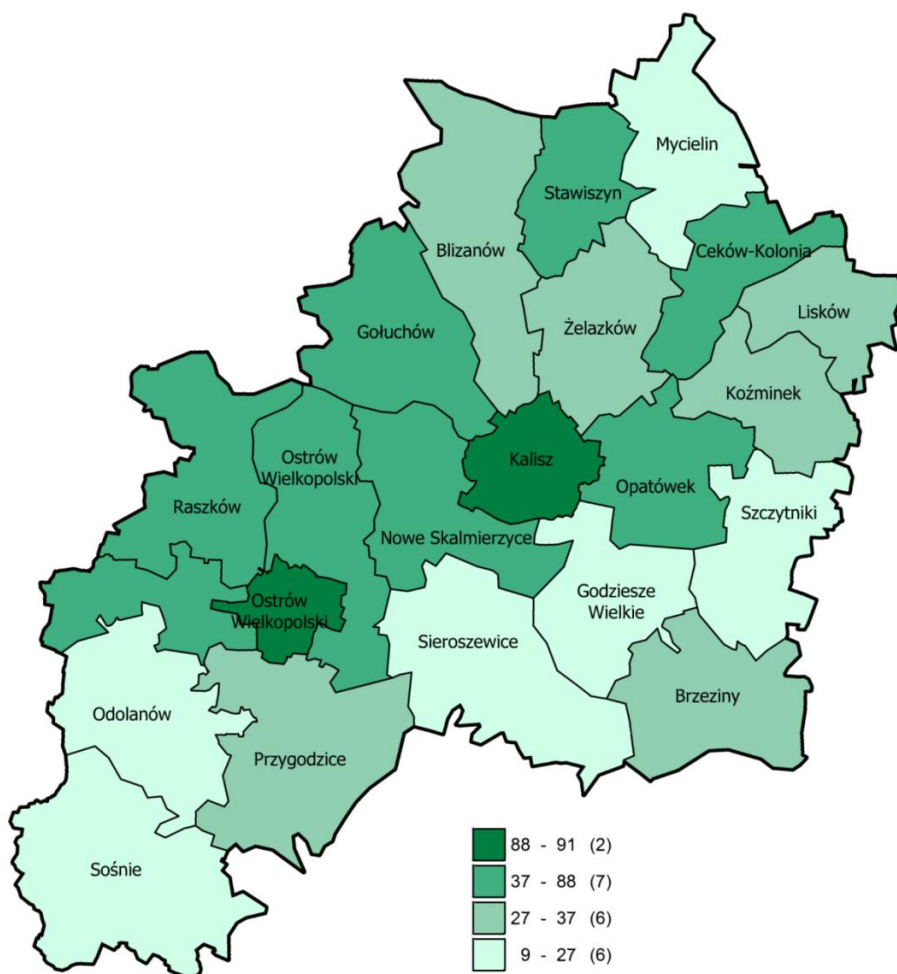 Mycielin
Stawiszyn
Blizanów
Ceków-Kolonia
Lisków
Żelazków
Gołuchów
Koźminek
Ostrów
Wielkopolski
Kalisz
Opatówek
Raszków
Szczytniki
Nowe Skalmierzyce
Godziesze
Wielkie
Ostrów
Wielkopolski
Sieroszewice
Brzeziny
Odolanów
Przygodzice
Sośnie
88 - 91 (2)
37 - 88 (7)
27 - 37 (6)
9 - 27 (6)